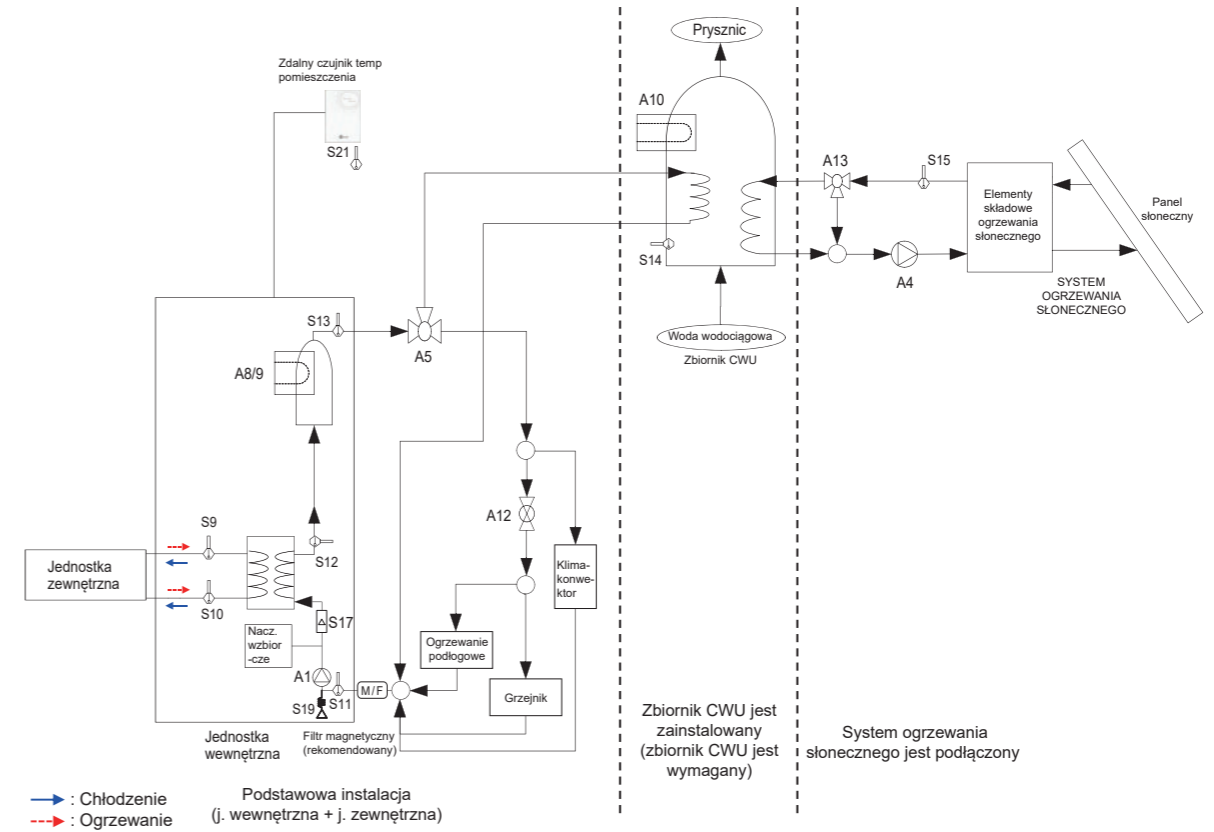 Prysznic
Zdalny czujnik temp
pomieszczenia
S21
A10
A13
S15
Elementy
składowe
ogrzewania
słonecznego
Panel
słoneczny
S14
A4
SYSTEM
OGRZEWANIA
SŁONECZNEGO
Woda wodociągowa
Zbiornik CWU
S13
A5
A8/9
A12
S9
S12
Jednostka
zewnętrzna
S10
Klima-
konwe-
ktor
S17
Nacz.
wzbior
-cze
Ogrzewanie
podłogowe
A1
M/F
S19
S11
Grzejnik
Jednostka
wewnętrzna
Filtr magnetyczny
(rekomendowany)
Zbiornik CWU jest
zainstalowany
(zbiornik CWU jest
wymagany)
System ogrzewania
słonecznego jest podłączony
: Chłodzenie
: Ogrzewanie
Podstawowa instalacja
(j. wewnętrzna + j. zewnętrzna)